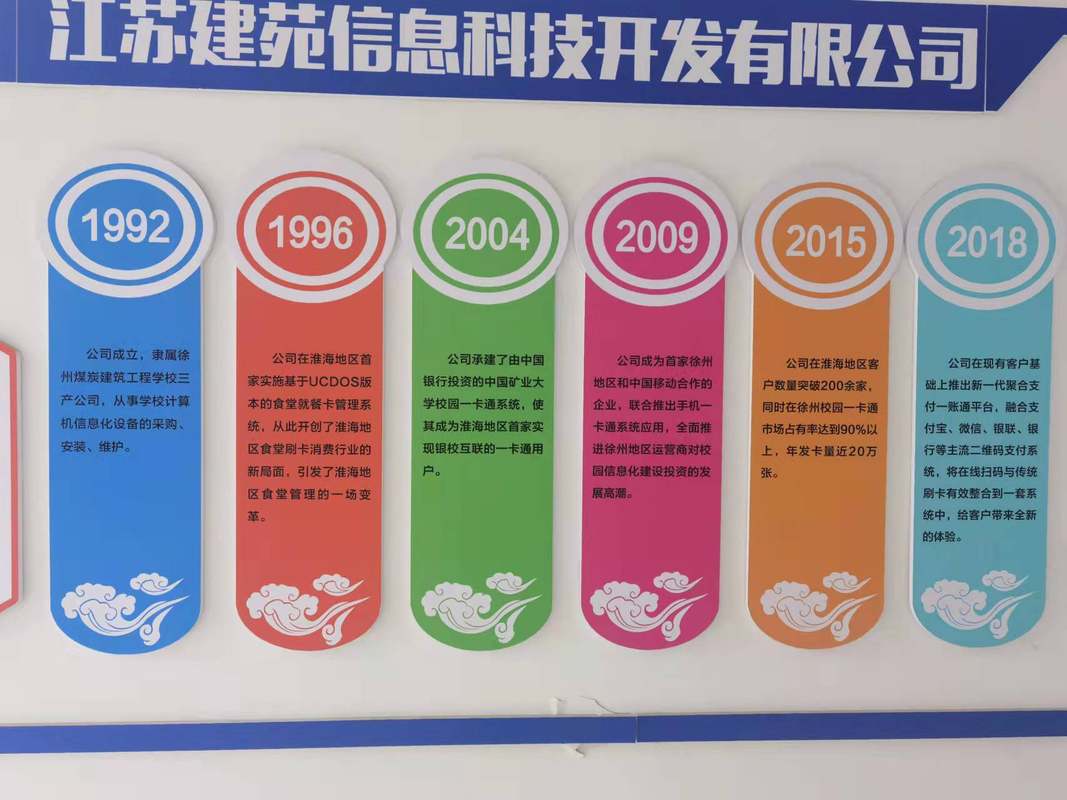 江苏建苑信息科技开发有限公司
1992
公司成立，隶属徐
州煤炭建筑工程学校三
产公司，从事学校计算
机信息化设备的采购、
安装、维护。
1996
公司在淮海地区首
家实施基于UCDOS版
本的食堂就餐卡管理系
统，从此开创了淮海地
区食堂刷卡消费行业的
新局面，引发了淮海地
区食堂管理的一场变
革。
2004
公司承建了由中国
银行投资的中国矿业大
学校园一卡通系统，使
其成为淮海地区首家实
现银校互联的一卡通用
户。
2009
公司成为首家徐州
地区和中国移动合作的
企业，联合推出手机一
卡通系统应用，全面推
进徐州地区运营商对校
园信息化建设投资的发
展高潮。
2015
公司在淮海地区客
户数量突破200余家，
同时在徐州校园一卡通
市场占有率达到90%以
上，年发卡量近20万
张。
2018
公司在现有客户基
础上推出新一代聚合支
付一账通平台，融合支
付宝、微信、银联、银
行等主流二维码支付系
统，将在线扫码与传统
刷卡有效整合到一套系
统中，给客户带来全新
的体验。